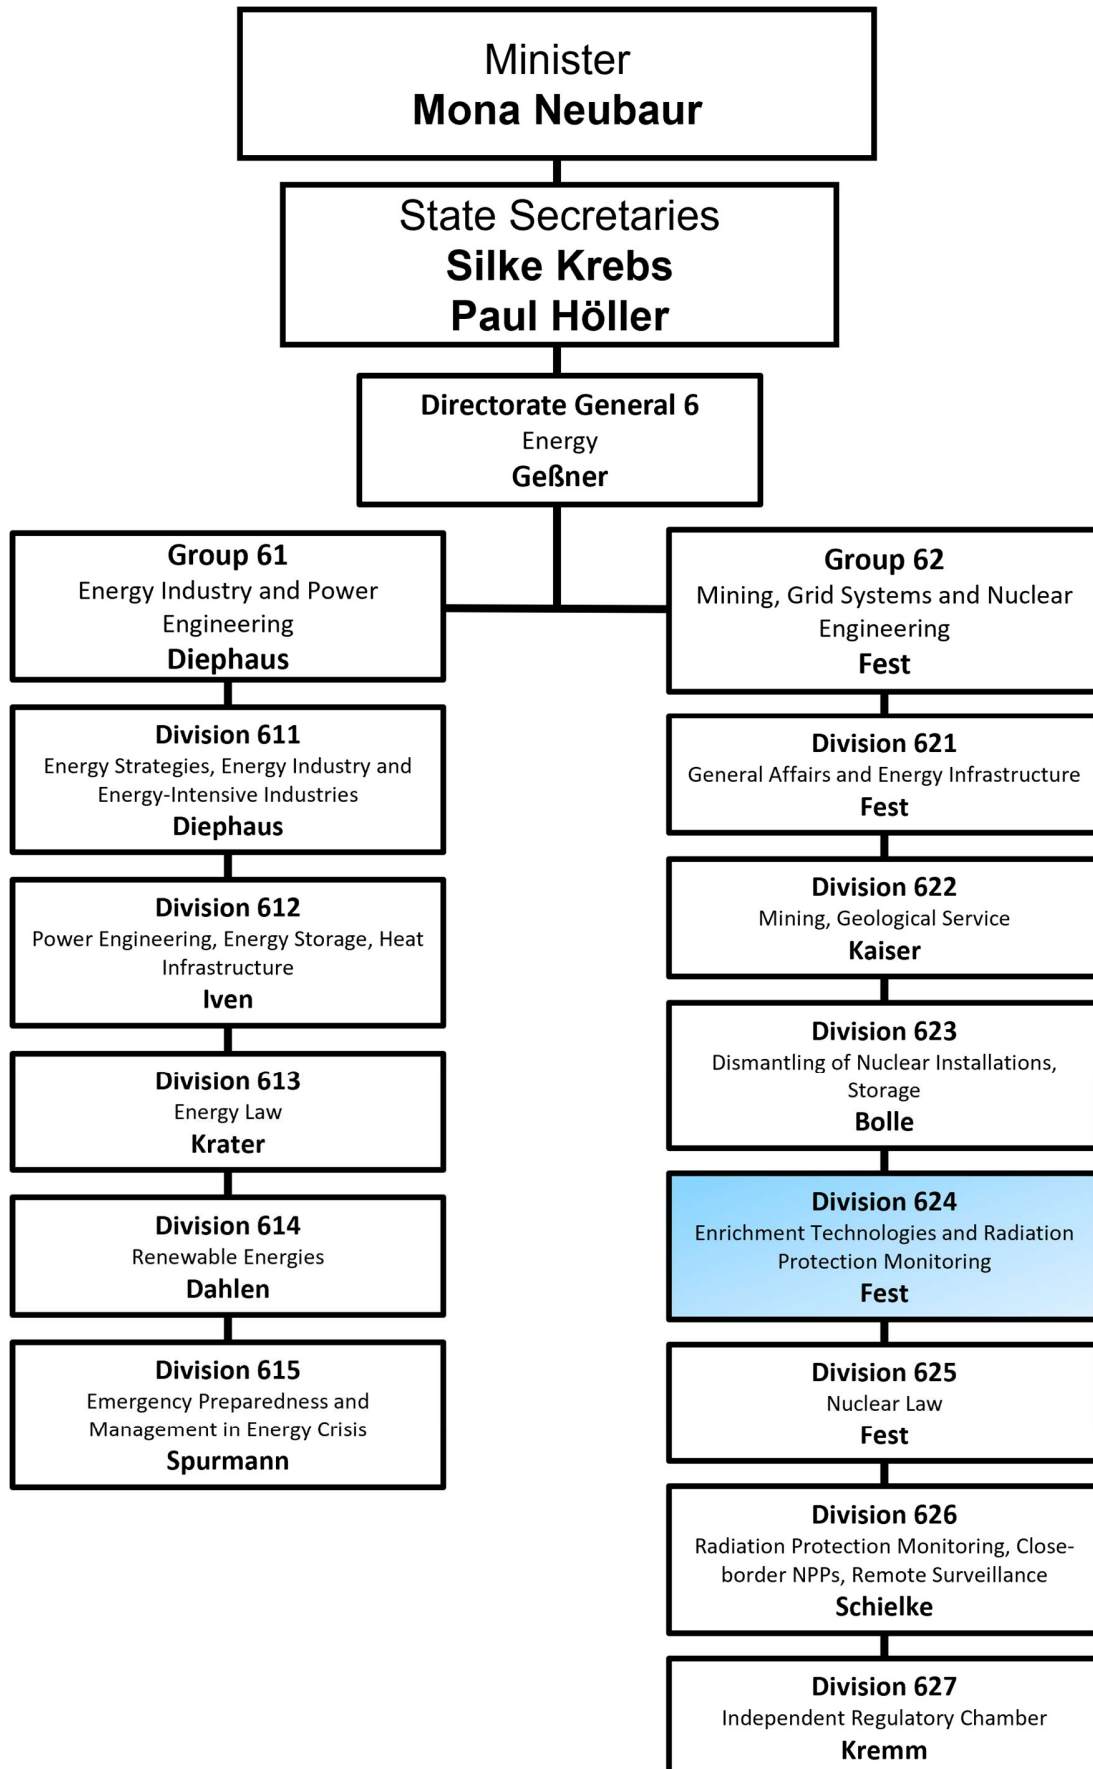 Minister
Mona Neubaur
State Secretaries
Silke Krebs
Paul Höller
Directorate General 6
Energy
Geßner
Group 61
Energy Industry and Power
Engineering
Diephaus
Division 611
Energy Strategies, Energy Industry and
Energy-Intensive Industries
Diephaus
Division 612
Power Engineering, Energy Storage, Heat
Infrastructure
Iven
Division 613
Energy Law
Krater
Division 614
Renewable Energies
Dahlen
Division 615
Emergency Preparedness and
Management in Energy Crisis
Spurmann
Group 62
Mining, Grid Systems and Nuclear
Engineering
Fest
Division 621
General Affairs and Energy Infrastructure
Fest
Division 622
Mining, Geological Service
Kaiser
Division 623
Dismantling of Nuclear Installations,
Storage
Bolle
Division 624
Enrichment Technologies and Radiation
Protection Monitoring
Fest
Division 625
Nuclear Law
Fest
Division 626
Radiation Protection Monitoring, Close-
border NPPs, Remote Surveillance
Schielke
Division 627
Independent Regulatory Chamber
Kremm